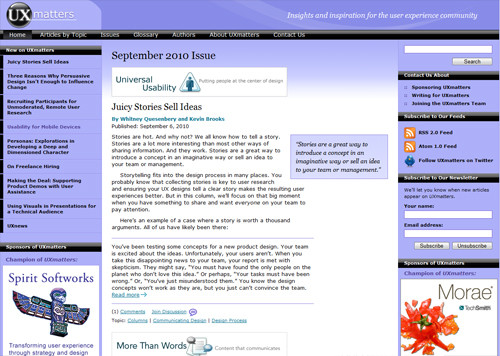 UXmatters
Insights and inspiration for the user experience community
Home
Articles by Topic
Issues
Glossary
Authors
About UXmatters
Contact Us
New on UXmatters
Juicy Stories Sell Ideas
Three Reasons Why Persuasive
Design Isn't Enough to Influence
Change
Recruiting Participants for
Unmoderated, Remote User
Research
Usability for Mobile Devices
Personas: Explorations in
Developing a Deep and
Dimensioned Character
On Freelance Hiring
Making the Deal: Supporting
Product Demos with User
Assistance
Using Visuals in Presentations for
a Technical Audience
UXnews
Sponsors of UXmatters
Champion of UXmatters:
Spirit Softworks
Transforming user experience
through strategy and design
September 2010 Issue
Universal
Usability
Putting people at the center of design
Juicy Stories Sell Ideas
By Whitney Quesenbery and Kevin Brooks
Published: September 6, 2010
Stories are hot. And why not? We all know how to tell a story.
Stories are a lot more interesting than most other ways of
sharing information. And they work. Stories are a great way to
introduce a concept in an imaginative way or sell an idea to
your team or management.
"Stories are a great way to
introduce a concept in an
imaginative way or sell an idea
to your team or management."
Storytelling fits into the design process in many places. You
probably know that collecting stories is key to user research
and ensuring your UX designs tell a clear story makes the resulting user
experiences better. But in this column, we'll focus on that big moment
when you have something to share and want everyone on your team to
pay attention.
Here's an example of a case where a story is worth a thousand
arguments. All of us have likely been there:
You've been testing some concepts for a new product design. Your team
is excited about the ideas. Unfortunately, your users aren't. When you
take this disappointing news to your team, your report is met with
skepticism. They might say, "You must have found the only people on the
planet who don't love this idea." Or perhaps, "Your tasks must have been
wrong." Or, "You've just misunderstood them." You know the design
concepts won't work as they are, but you just can't convince the team.
Read more
(1) Comments
Join Discussion
Topic: Columns | Communicating Design | Design Process
More Than Words
Content that communicates
Search
Contact Us About
Sponsoring UXmatters
Writing for UXmatters
Joining the UXmatters Team
Subscribe to Our Feeds
RSS 2.0 Feed
Atom 1.0 Feed
Follow UXmatters on Twitter
Subscribe to Our Newsletter
We'll let you know when new articles
appear on UXmatters.
Your name:
Email address:
Subscribe
Unsubscribe
Sponsors of UXmatters
Champion of UXmatters:
Morae
TechSmith